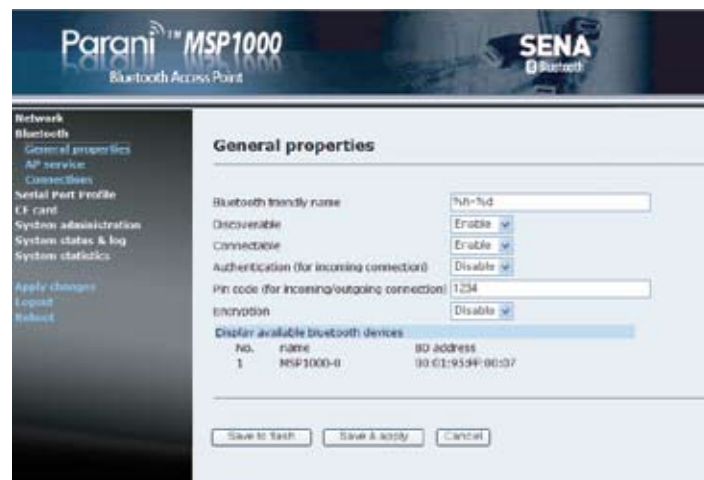 Parani™ MSP1000
Bluetooth Access Point
SENA
Bluetooth
Network
Bluetooth
General properties
AP service
Connections
Serial Port Profile
CF card
System administration
System status & log
System statistics
Apply changes
Logout
Reboot
General properties
Bluetooth friendly name %h-%d
Discoverable Enable
Connectable Enable
Authentication (for incoming connection) Disable
Pin code (for incoming/outgoing connection) 1234
Encryption Disable
Display available bluetooth devices
No. name BD address
1 MSP1000-0
Save to flash Save & apply Cancel